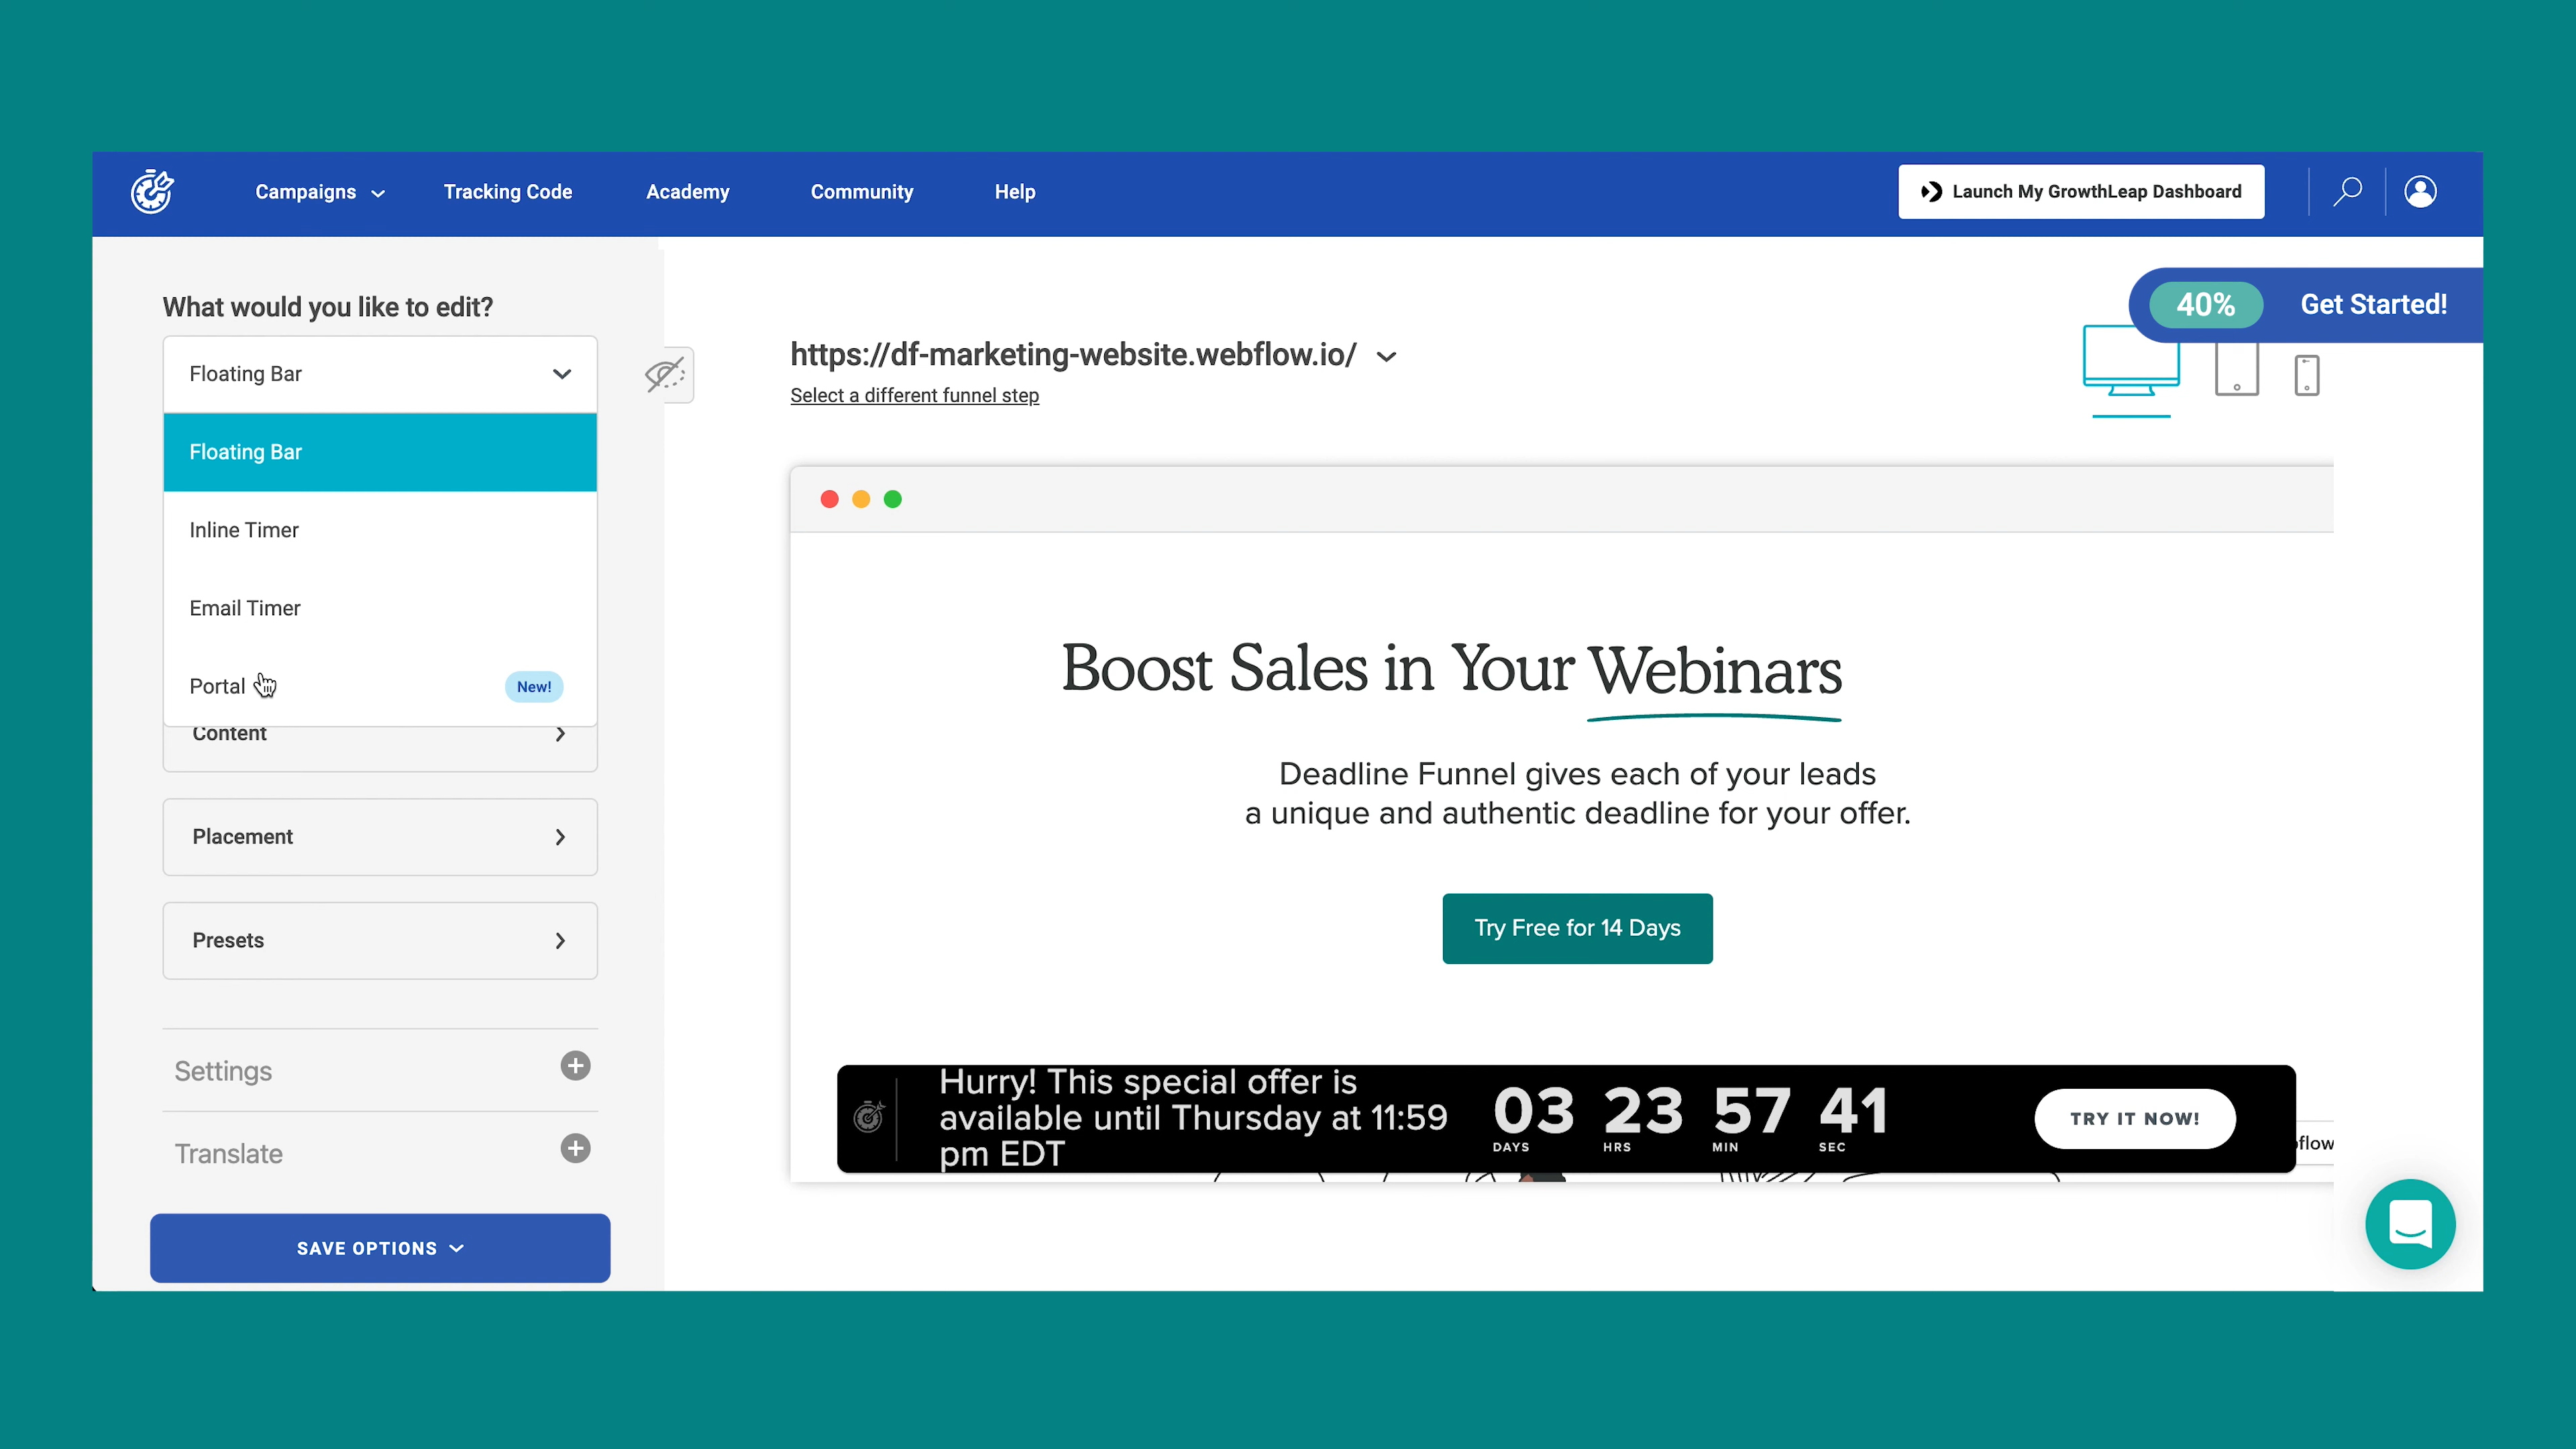 Campaigns
Tracking Code
Academy
Community
Help
Launch My GrowthLeap Dashboard
40%
Get Started!
What would you like to edit?
Floating Bar
Floating Bar
Inline Timer
Email Timer
Portal
New!
Content
Placement
Presets
Settings
Translate
SAVE OPTIONS
https://df-marketing-website.webflow.io/
Select a different funnel step
Boost Sales in Your Webinars
Deadline Funnel gives each of your leads
a unique and authentic deadline for your offer.
Try Free for 14 Days
Hurry! This special offer is
available until Thursday at 11:59
pm EDT
03 23 57 41
DAYS HRS MIN SEC
TRY IT NOW!